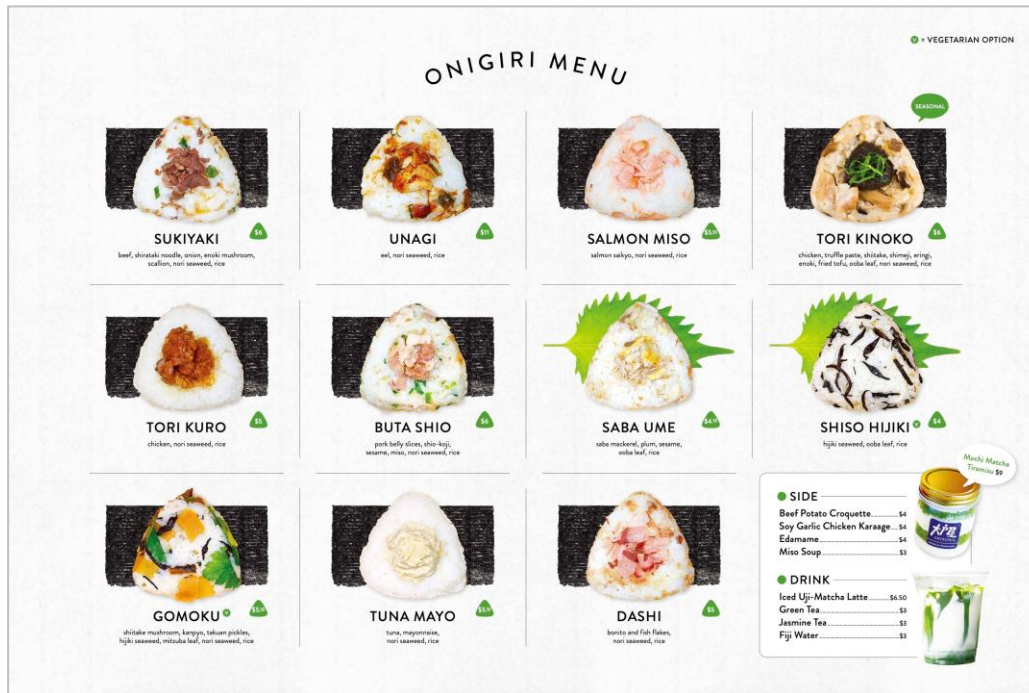 V = VEGETARIAN OPTION
ONIGIRI MENU
SEASONAL
SUKIYAKI $6
beef, shirataki noodle, onion, enoki mushroom,
scallion, nori seaweed, rice
UNAGI $11
eel, nori seaweed, rice
SALMON MISO
salmon saikyo, nori seaweed, rice
TORI KINOKO $6
chicken, truffle paste, shiitake, shimeji, eringi,
enoki, fried tofu, ooba leaf, nori seaweed, rice
TORI KURO $5
chicken, nori seaweed, rice
BUTA SHIO $6
pork belly slices, shio-koji,
sesame, miso, nori seaweed, rice
SABA UME
saba mackerel, plum, sesame,
ooba leaf, rice
SHISO HIJIKI V $4
hijiki seaweed, ooba leaf, rice
GOMOKU V
shiitake mushroom, kanpyo, takuan pickles,
hijiki seaweed, mitsuba leaf, nori seaweed, rice
TUNA MAYO
tuna, mayonnaise,
nori seaweed, rice
DASHI $5
bonito and fish flakes,
nori seaweed, rice
Mochi Matcha
Tiramisu $9
SIDE
Beef Potato Croquette $4
Soy Garlic Chicken Karaage $4
Edamame $4
Miso Soup $3
大戸屋
DRINK
Iced Uji-Matcha Latte $6.50
Green Tea $3
Jasmine Tea $3
Fiji Water $3